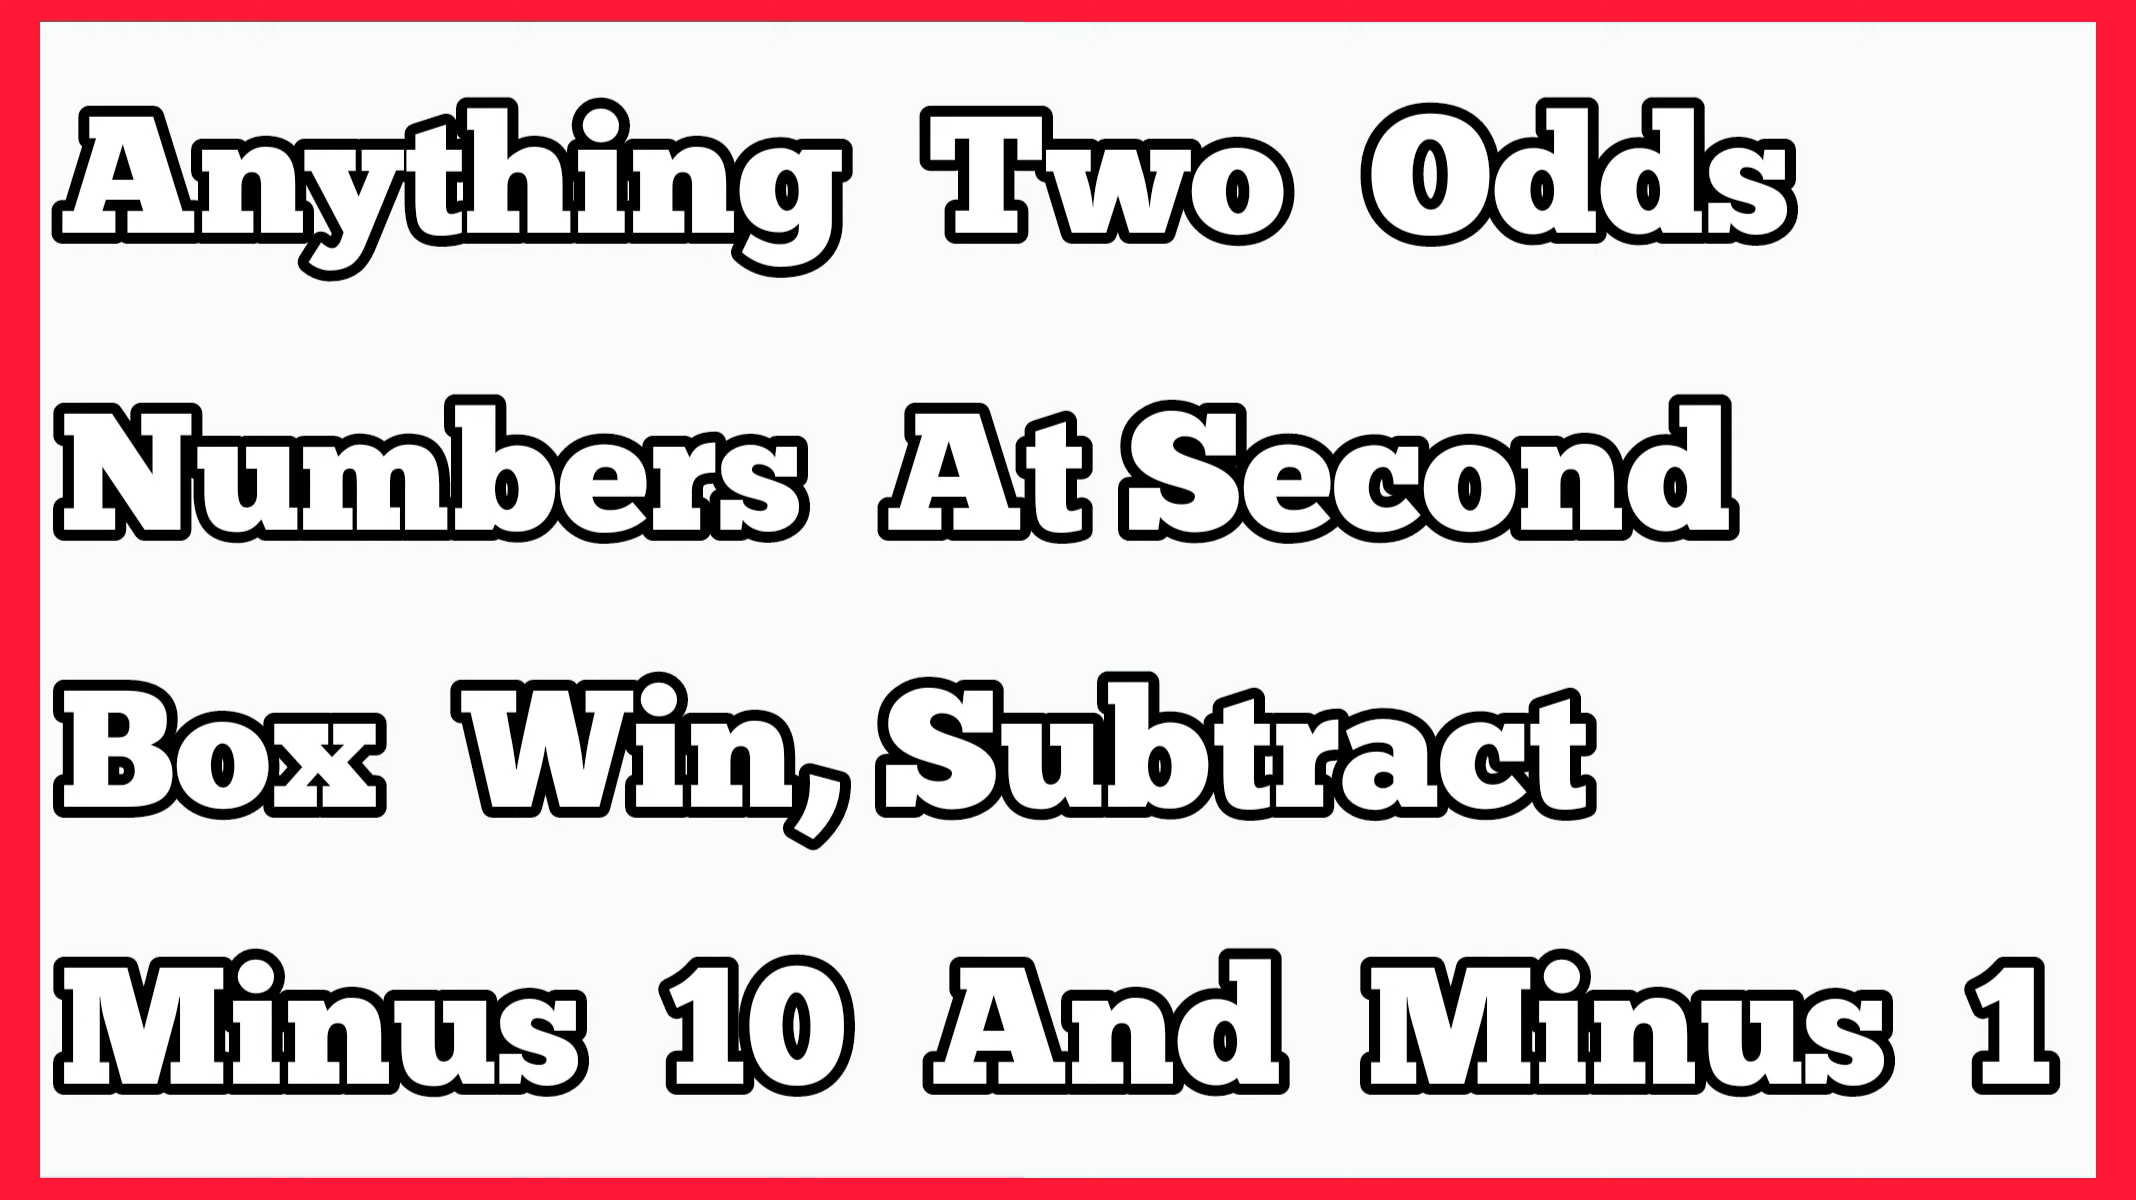 Anything Two Odds
Numbers At Second
Box Win, Subtract
Minus 10 And Minus 1